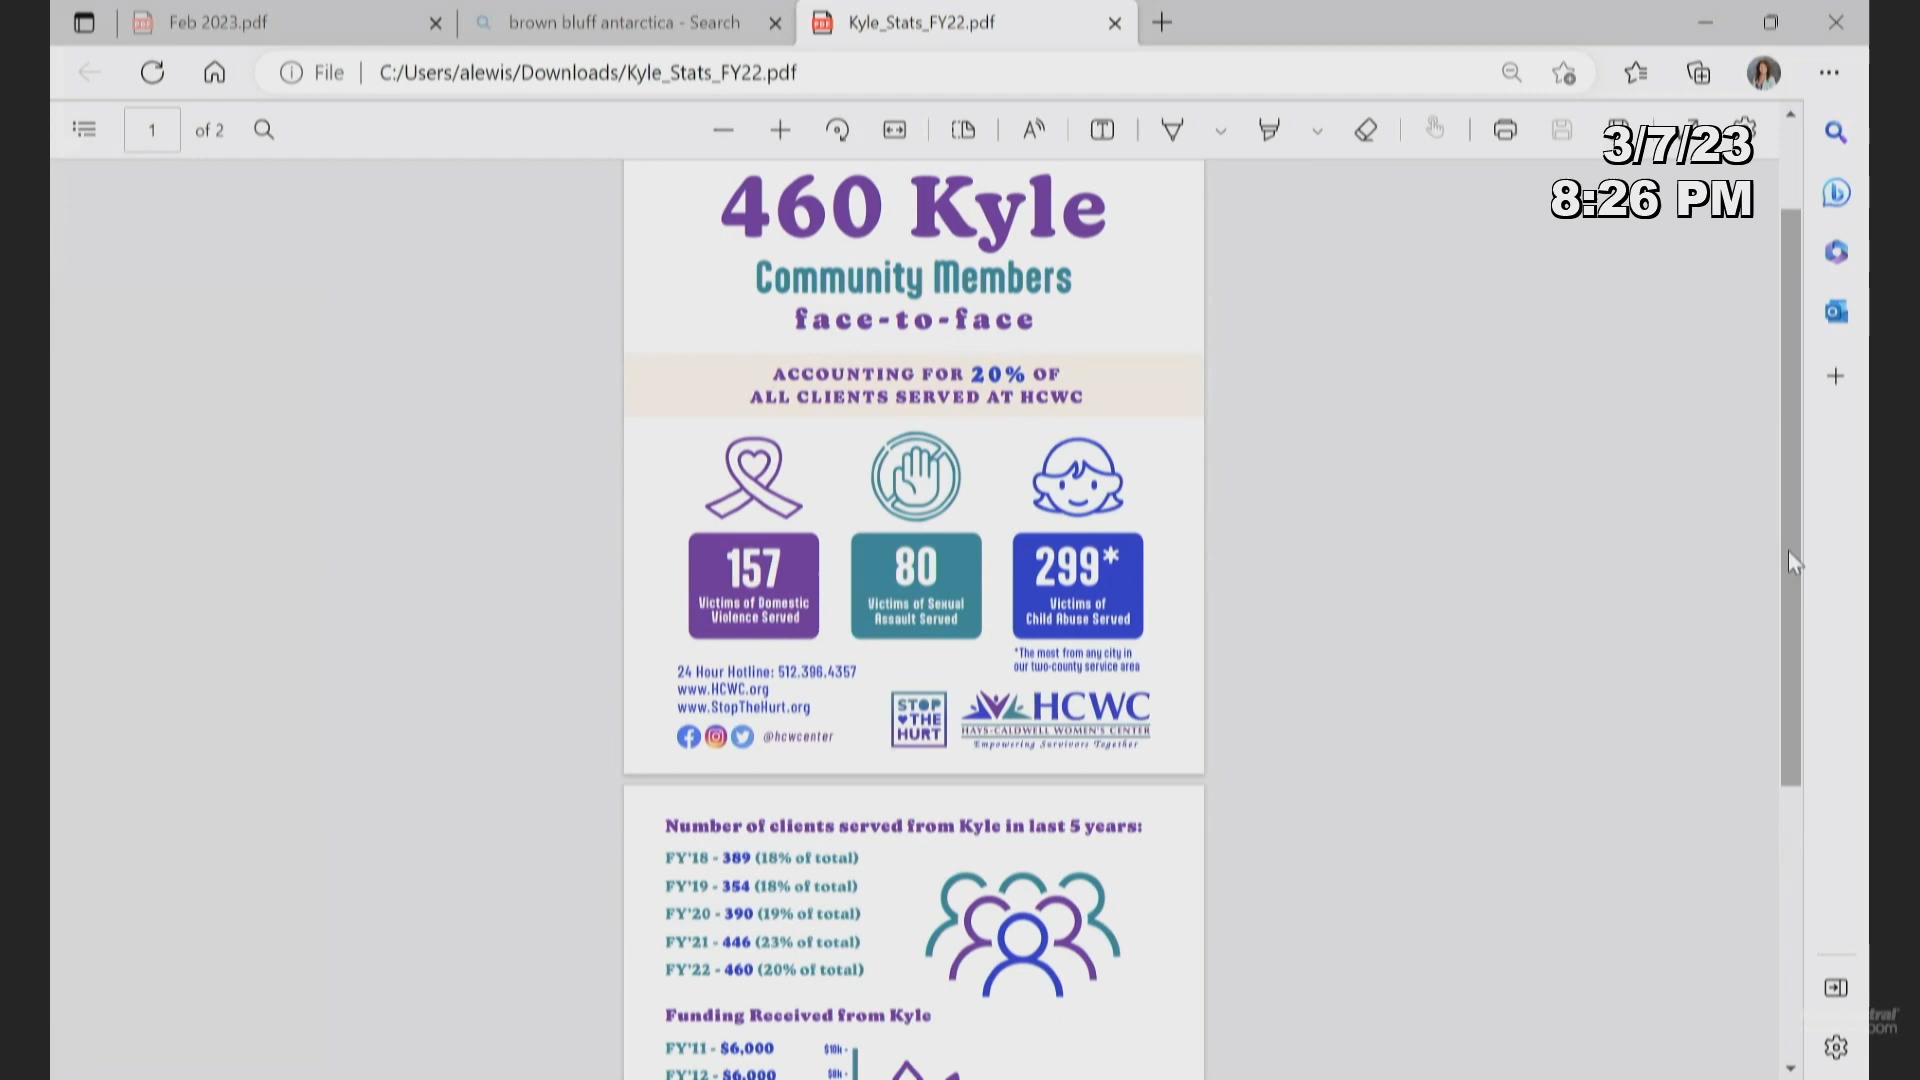 Feb 2023.pdf
brown bluff antarctica - Search
Kyle_Stats_FY22.pdf
File
C:/Users/alewis/Downloads/Kyle_Stats_FY22.pdf
1
of 2
3/7/23
8:26 PM
460 Kyle
Community Members
face-to-face
ACCOUNTING FOR 20% OF
ALL CLIENTS SERVED AT HCWC
157
Victims of Domestic
Violence Served
80
Victims of Sexual
Assault Served
299*
Victims of
Child Abuse Served
*The most from any city in
our two-county service area
24 Hour Hotline: 512.396.4357
www.HCWC.org
www.StopTheHurt.org
@hcwcenter
STOP
THE
HURT
HCWC
HAYS-CALDWELL WOMEN'S CENTER
Empowering Survivors Together
Number of clients served from Kyle in last 5 years:
FY'18 - 389 (18% of total)
FY'19 - 354 (18% of total)
FY'20 - 390 (19% of total)
FY'21 - 446 (23% of total)
FY'22 - 460 (20% of total)
Funding Received from Kyle
FY'11 - $6,000
$10k -
FY'12 - $6,000
$8k -